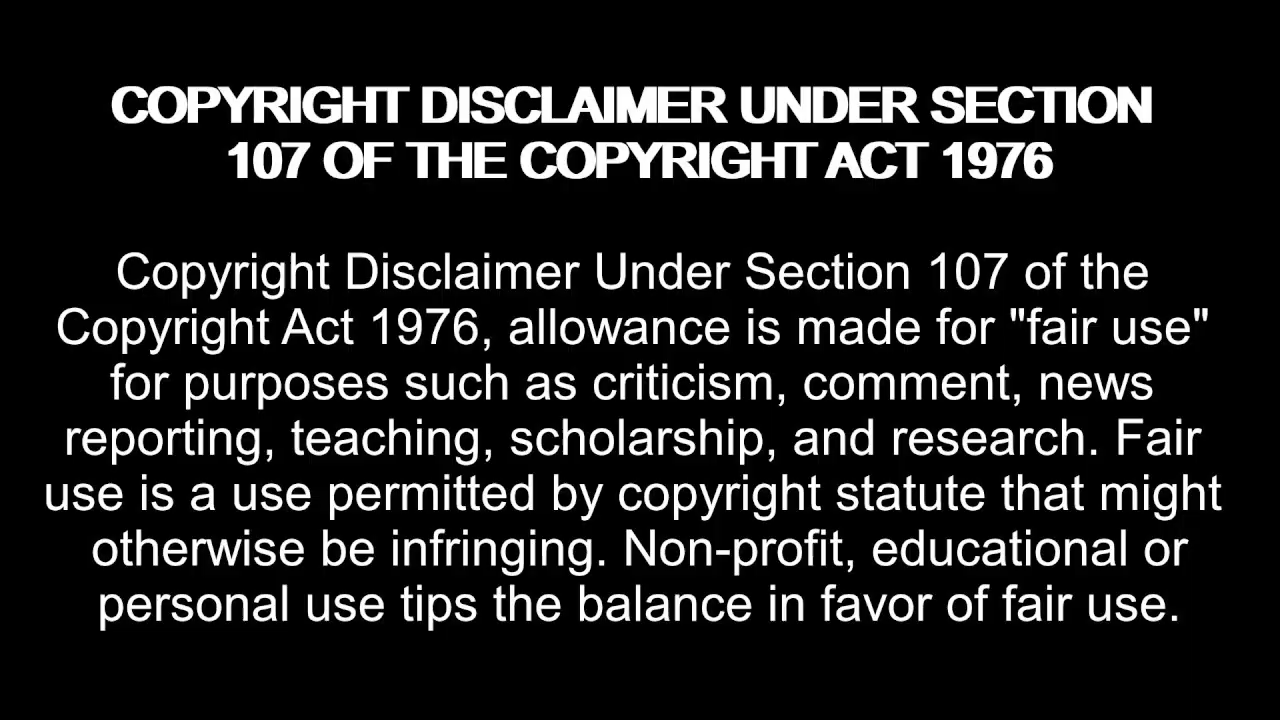 COPYRIGHT DISCLAIMER UNDER SECTION
107 OF THE COPYRIGHT ACT 1976
Copyright Disclaimer Under Section 107 of the
Copyright Act 1976, allowance is made for "fair use"
for purposes such as criticism, comment, news
reporting, teaching, scholarship, and research. Fair
use is a use permitted by copyright statute that might
otherwise be infringing. Non-profit, educational or
personal use tips the balance in favor of fair use.